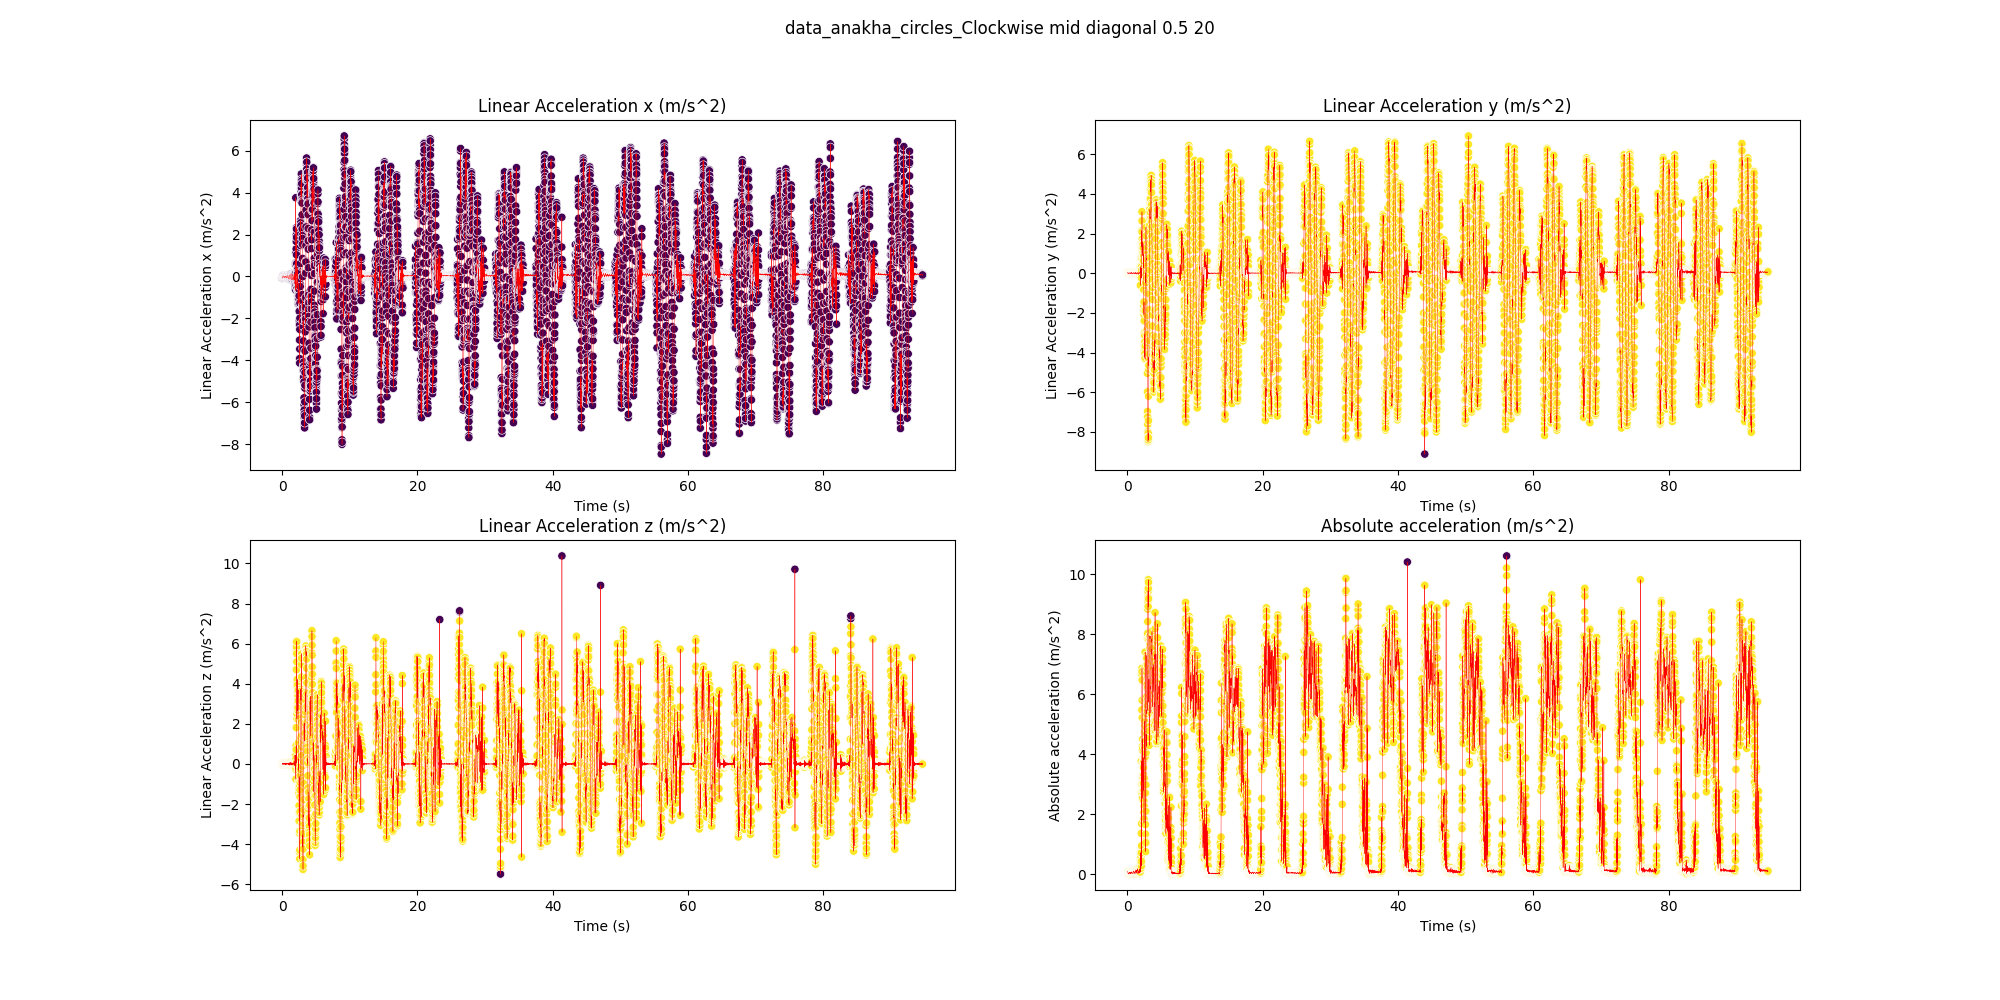 data_anakha_circles_Clockwise mid diagonal 0.5 20
Linear Acceleration x (m/s^2)
Linear Acceleration x (m/s^2)
6
4
2
0
−2
−4
−6
−8
0 20 40 60 80
Time (s)
Linear Acceleration y (m/s^2)
Linear Acceleration y (m/s^2)
6
4
2
0
−2
−4
−6
−8
0 20 40 60 80
Time (s)
Linear Acceleration z (m/s^2)
Linear Acceleration z (m/s^2)
10
8
6
4
2
0
−2
−4
−6
0 20 40 60 80
Time (s)
Absolute acceleration (m/s^2)
Absolute acceleration (m/s^2)
10
8
6
4
2
0
0 20 40 60 80
Time (s)